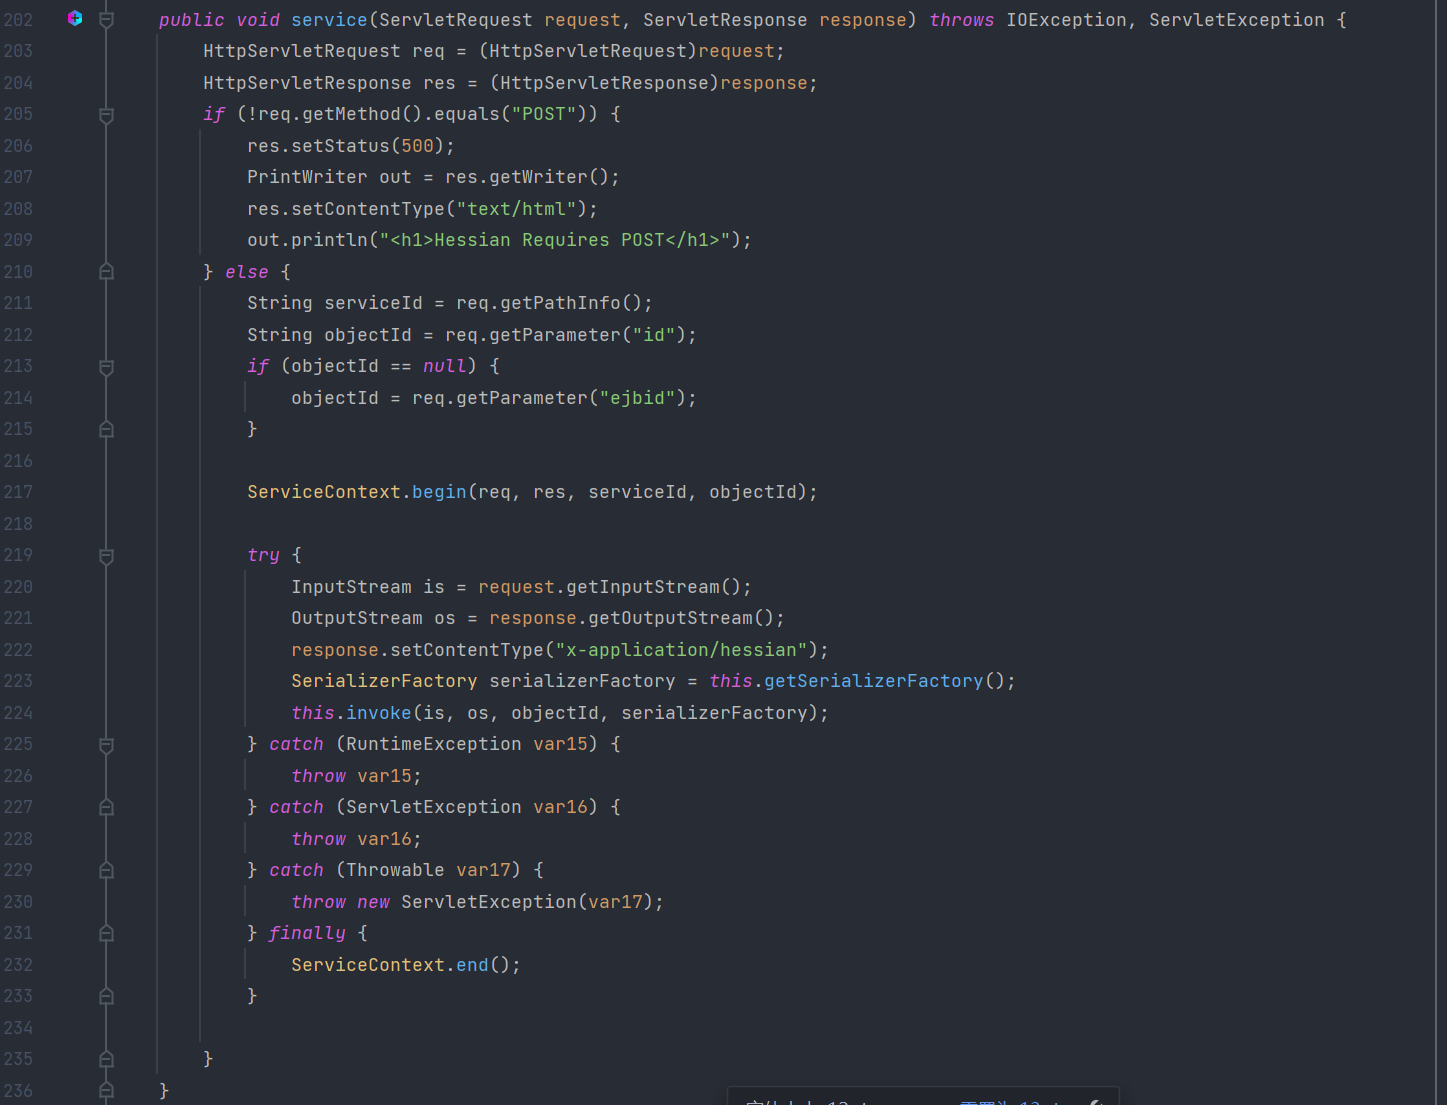 202 public void service(ServletRequest request, ServletResponse response) throws IOException, ServletException {
203 HttpServletRequest req = (HttpServletRequest)request;
204 HttpServletResponse res = (HttpServletResponse)response;
205 if (!req.getMethod().equals("POST")) {
206 res.setStatus(500);
207 PrintWriter out = res.getWriter();
208 res.setContentType("text/html");
209 out.println("<h1>Hessian Requires POST</h1>");
210 } else {
211 String serviceId = req.getPathInfo();
212 String objectId = req.getParameter("id");
213 if (objectId == null) {
214 objectId = req.getParameter("ejbid");
215 }
216
217 ServiceContext.begin(req, res, serviceId, objectId);
218
219 try {
220 InputStream is = request.getInputStream();
221 OutputStream os = response.getOutputStream();
222 response.setContentType("x-application/hessian");
223 SerializerFactory serializerFactory = this.getSerializerFactory();
224 this.invoke(is, os, objectId, serializerFactory);
225 } catch (RuntimeException var15) {
226 throw var15;
227 } catch (ServletException var16) {
228 throw var16;
229 } catch (Throwable var17) {
230 throw new ServletException(var17);
231 } finally {
232 ServiceContext.end();
233 }
234
235 }
236 }